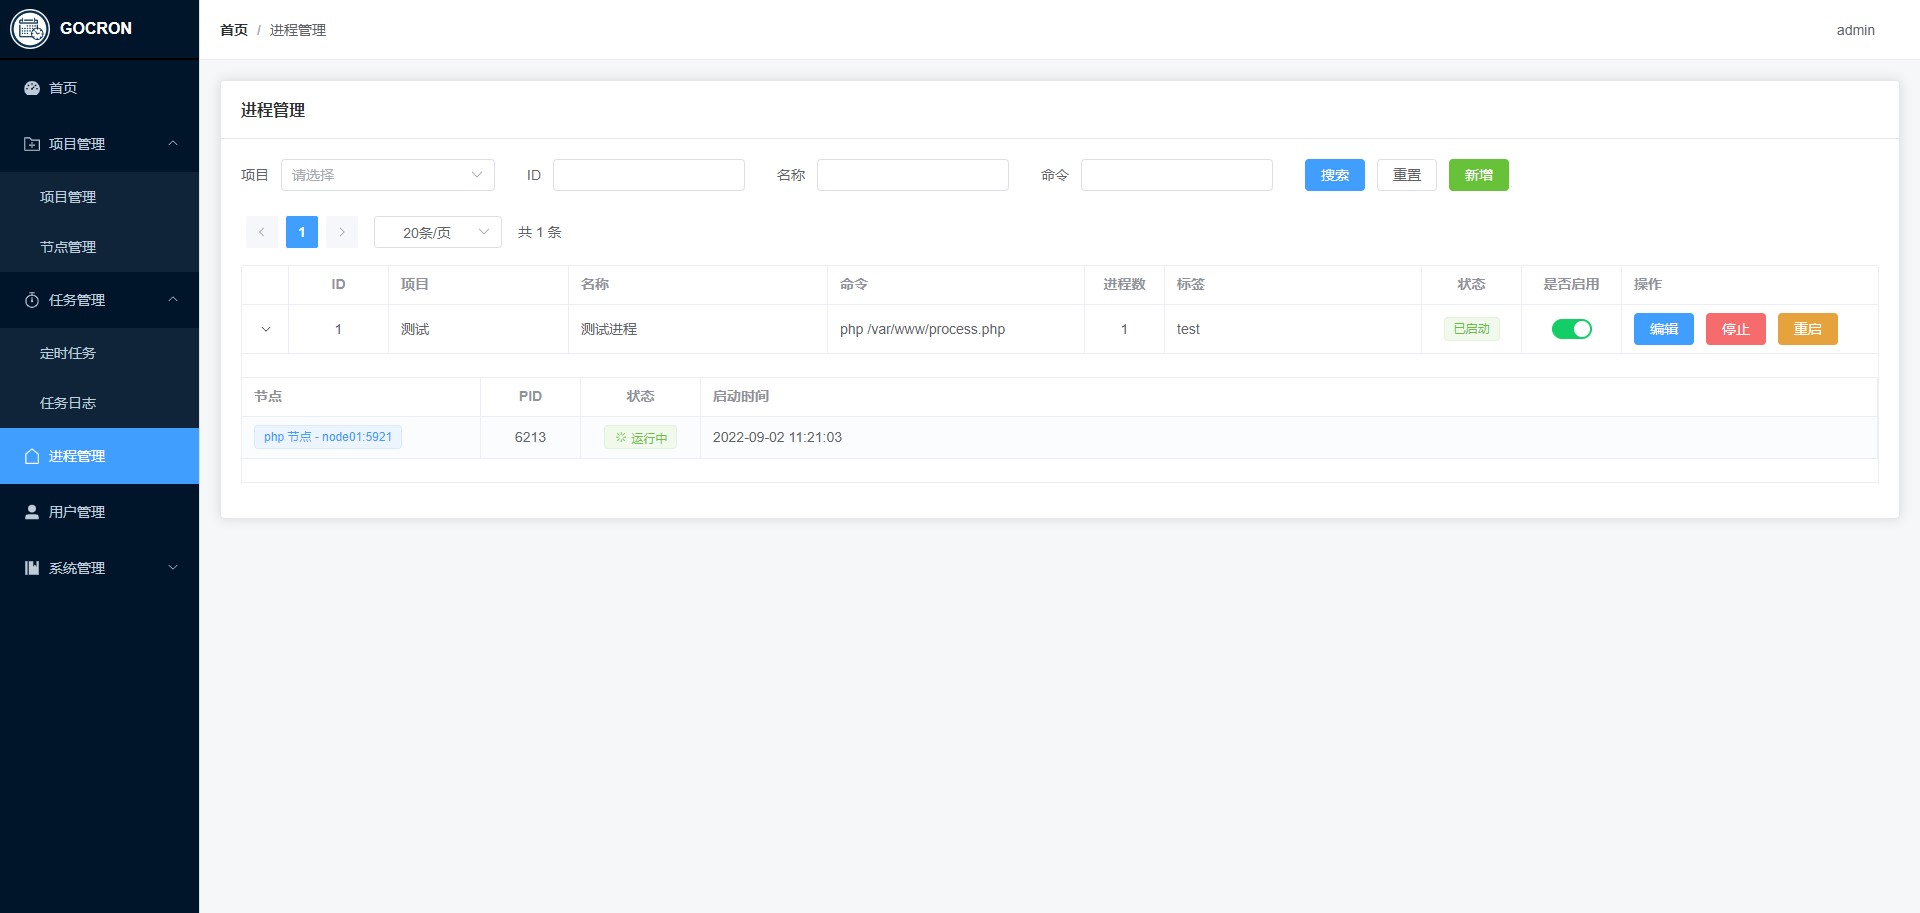 GOCRON
首页
项目管理
项目管理
节点管理
任务管理
定时任务
任务日志
进程管理
用户管理
系统管理
首页 / 进程管理
admin
进程管理
项目 请选择 ID 名称 命令 搜索 重置 新增
1 20条/页 共 1 条
ID 项目 名称 命令 进程数 标签 状态 是否启用 操作
1 测试 测试进程 php /var/www/process.php 1 test 已启动 编辑 停止 重启
节点 PID 状态 启动时间
php 节点 - node01:5921 6213 运行中 2022-09-02 11:21:03